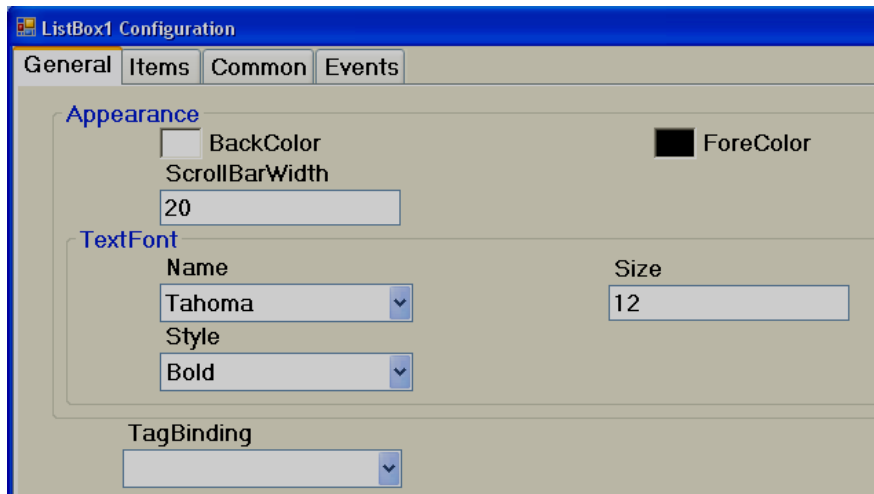 ListBox1 Configuration
General Items Common Events
Appearance
BackColor ForeColor
ScrollBarWidth
20
TextFont
Name Size
Tahoma 12
Style
Bold
TagBinding